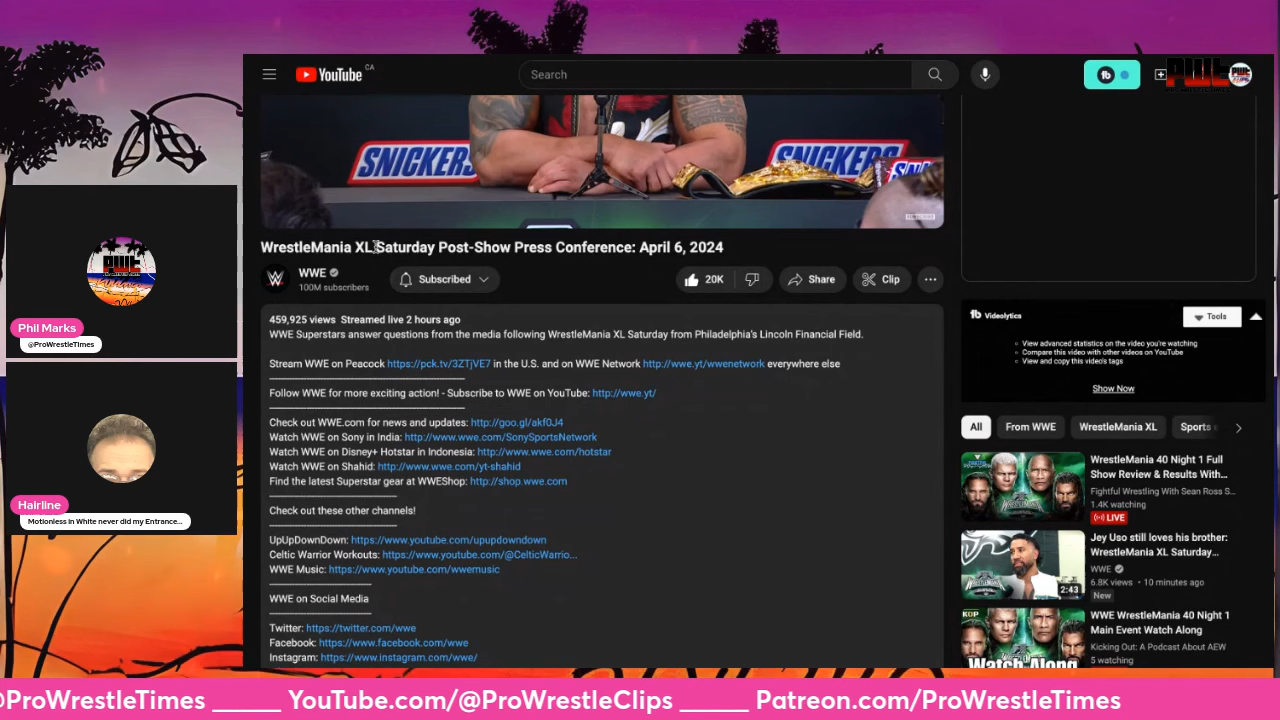 YouTube CA
Search
PWT
SNICKERS
SNICKERS
WrestleMania XL Saturday Post-Show Press Conference: April 6, 2024
WWE
100M subscribers
Subscribed
20K
Share
Clip
459,925 views Streamed live 2 hours ago
WWE Superstars answer questions from the media following WrestleMania XL Saturday from Philadelphia's Lincoln Financial Field.
Stream WWE on Peacock https://pck.tv/3ZTjVE7 in the U.S. and on WWE Network http://wwe.yt/wwenetwork everywhere else
Follow WWE for more exciting action! - Subscribe to WWE on YouTube: http://wwe.yt/
Check out WWE.com for news and updates: http://goo.gl/akf0J4
Watch WWE on Sony in India: http://www.wwe.com/SonySportsNetwork
Watch WWE on Disney+ Hotstar in Indonesia: http://www.wwe.com/hotstar
Watch WWE on Shahid: http://www.wwe.com/yt-shahid
Find the latest Superstar gear at WWEShop: http://shop.wwe.com
Check out these other channels!
UpUpDownDown: https://www.youtube.com/upupdowndown
Celtic Warrior Workouts: https://www.youtube.com/@CelticWarrio...
WWE Music: https://www.youtube.com/wwemusic
WWE on Social Media
Twitter: https://twitter.com/wwe
Facebook: https://www.facebook.com/wwe
Instagram: https://www.instagram.com/wwe/
tb Videolytics
Tools
View advanced statistics on the video you're watching
Compare this video with other videos on YouTube
View and copy this video's tags
Show Now
All From WWE WrestleMania XL Sports
WrestleMania 40 Night 1 Full
Show Review & Results With...
Fightful Wrestling With Sean Ross S...
1.4K watching
LIVE
Jey Uso still loves his brother:
WrestleMania XL Saturday...
WWE
6.8K views • 10 minutes ago
New
2:43
WWE WrestleMania 40 Night 1
Main Event Watch Along
Kicking Out: A Podcast About AEW
5 watching
KOP
Watch Along
PWT
Phil Marks
@ProWrestleTimes
Hairline
Motionless in White never did my Entrance...
@ProWrestleTimes _____ YouTube.com/@ProWrestleClips _____ Patreon.com/ProWrestleTimes